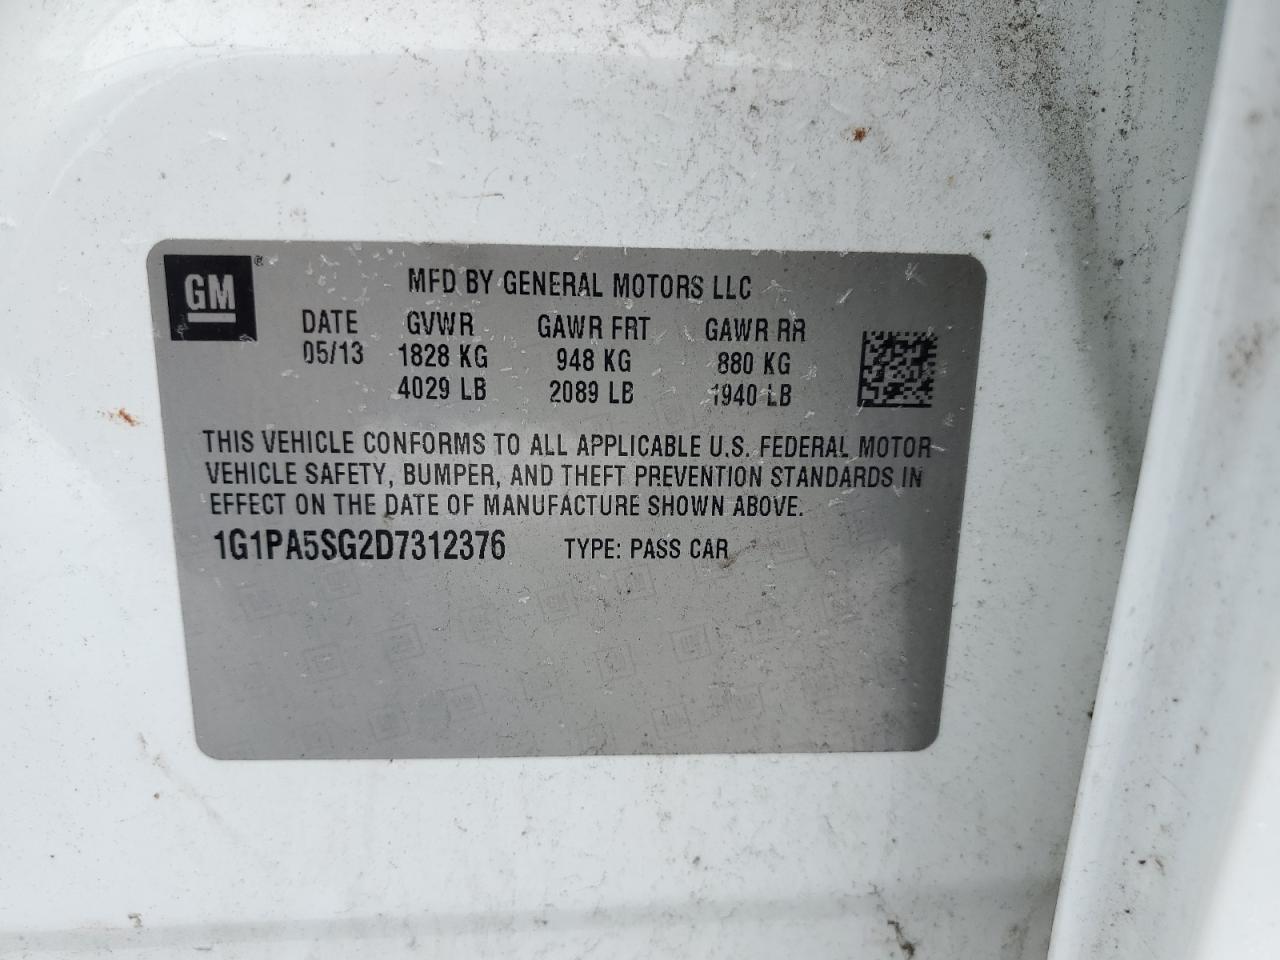 GM®
MFD BY GENERAL MOTORS LLC
DATE GVWR GAWR FRT GAWR RR
05/13 1828 KG 948 KG 880 KG
4029 LB 2089 LB 1940 LB
THIS VEHICLE CONFORMS TO ALL APPLICABLE U.S. FEDERAL MOTOR
VEHICLE SAFETY, BUMPER, AND THEFT PREVENTION STANDARDS IN
EFFECT ON THE DATE OF MANUFACTURE SHOWN ABOVE.
1G1PA5SG2D7312376 TYPE: PASS CAR